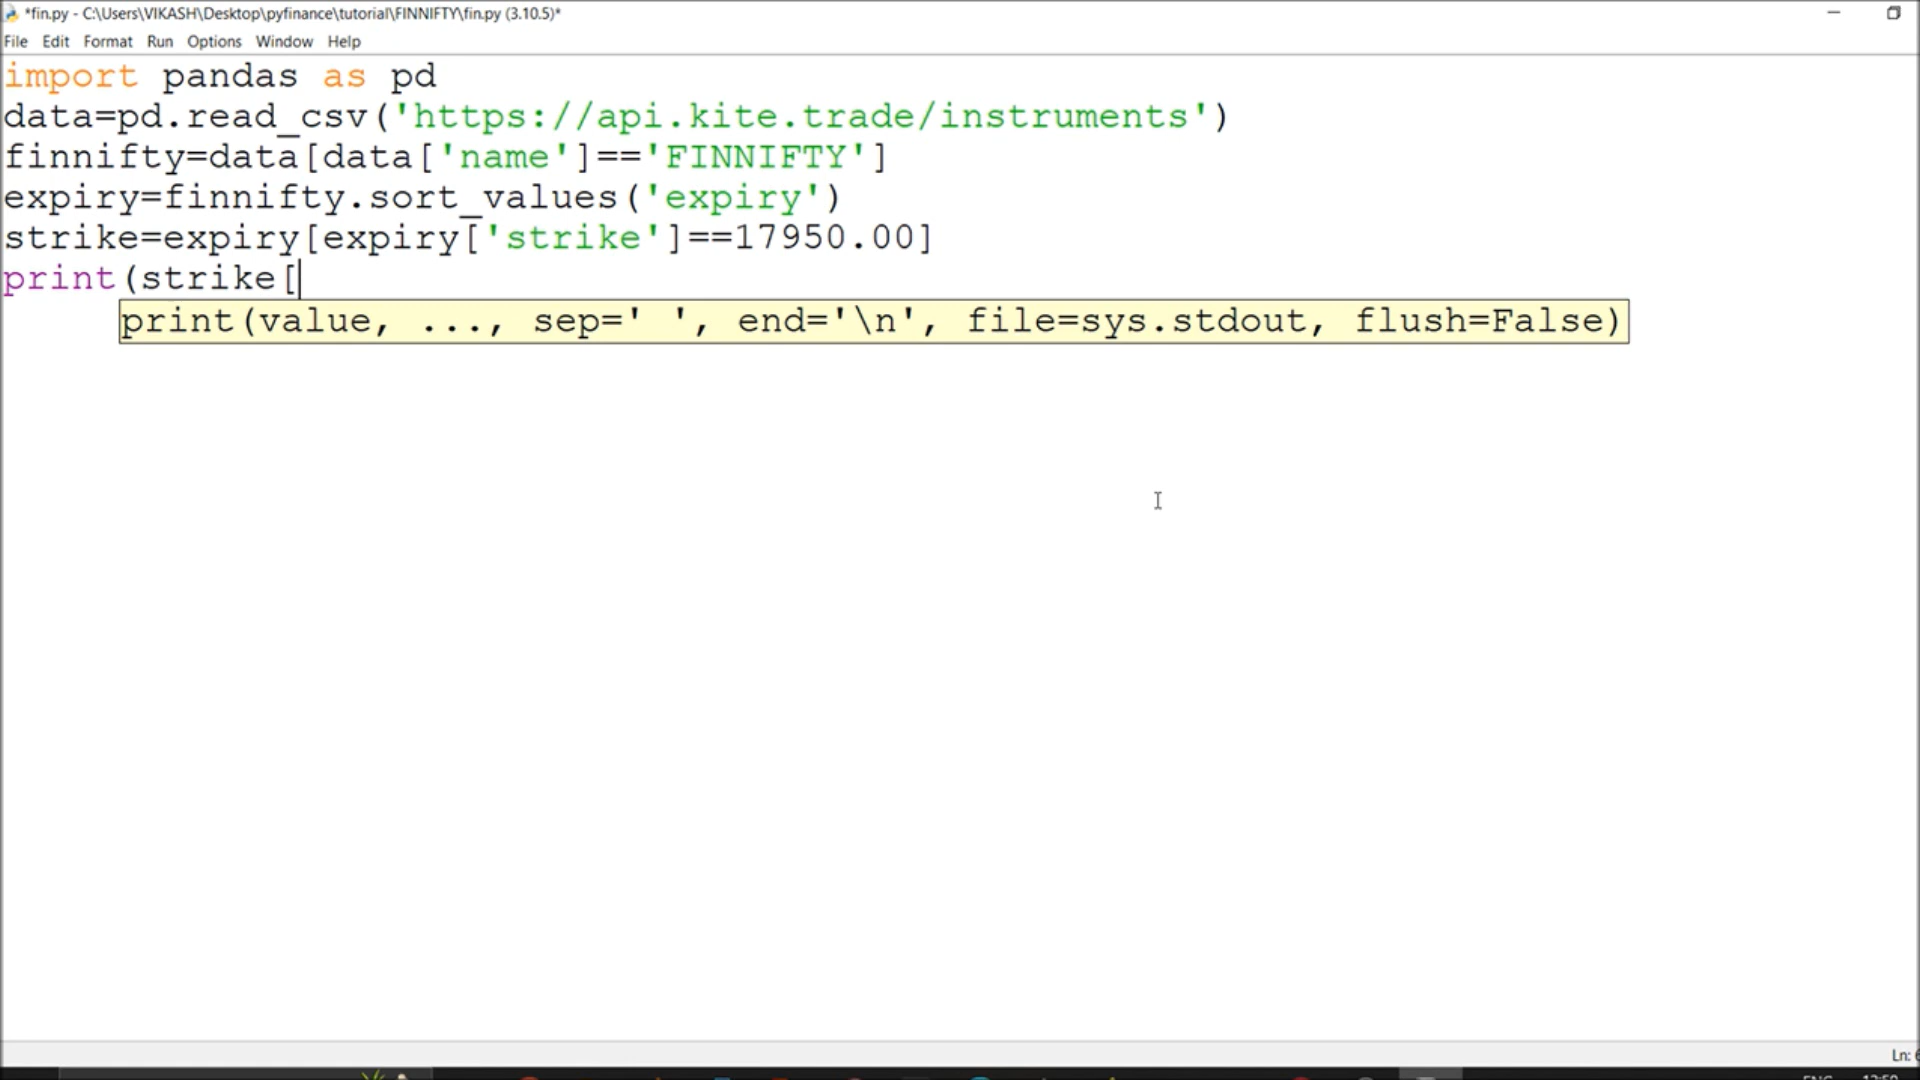 *fin.py - C:\Users\VIKASH\Desktop\pyfinance\tutorial\FINNIFTY\fin.py (3.10.5)*
File Edit Format Run Options Window Help
import pandas as pd
data=pd.read_csv('https://api.kite.trade/instruments')
finnifty=data[data['name']=='FINNIFTY']
expiry=finnifty.sort_values('expiry')
strike=expiry[expiry['strike']==17950.00]
print(strike[
print(value, ..., sep=' ', end='\n', file=sys.stdout, flush=False)
Ln: 6